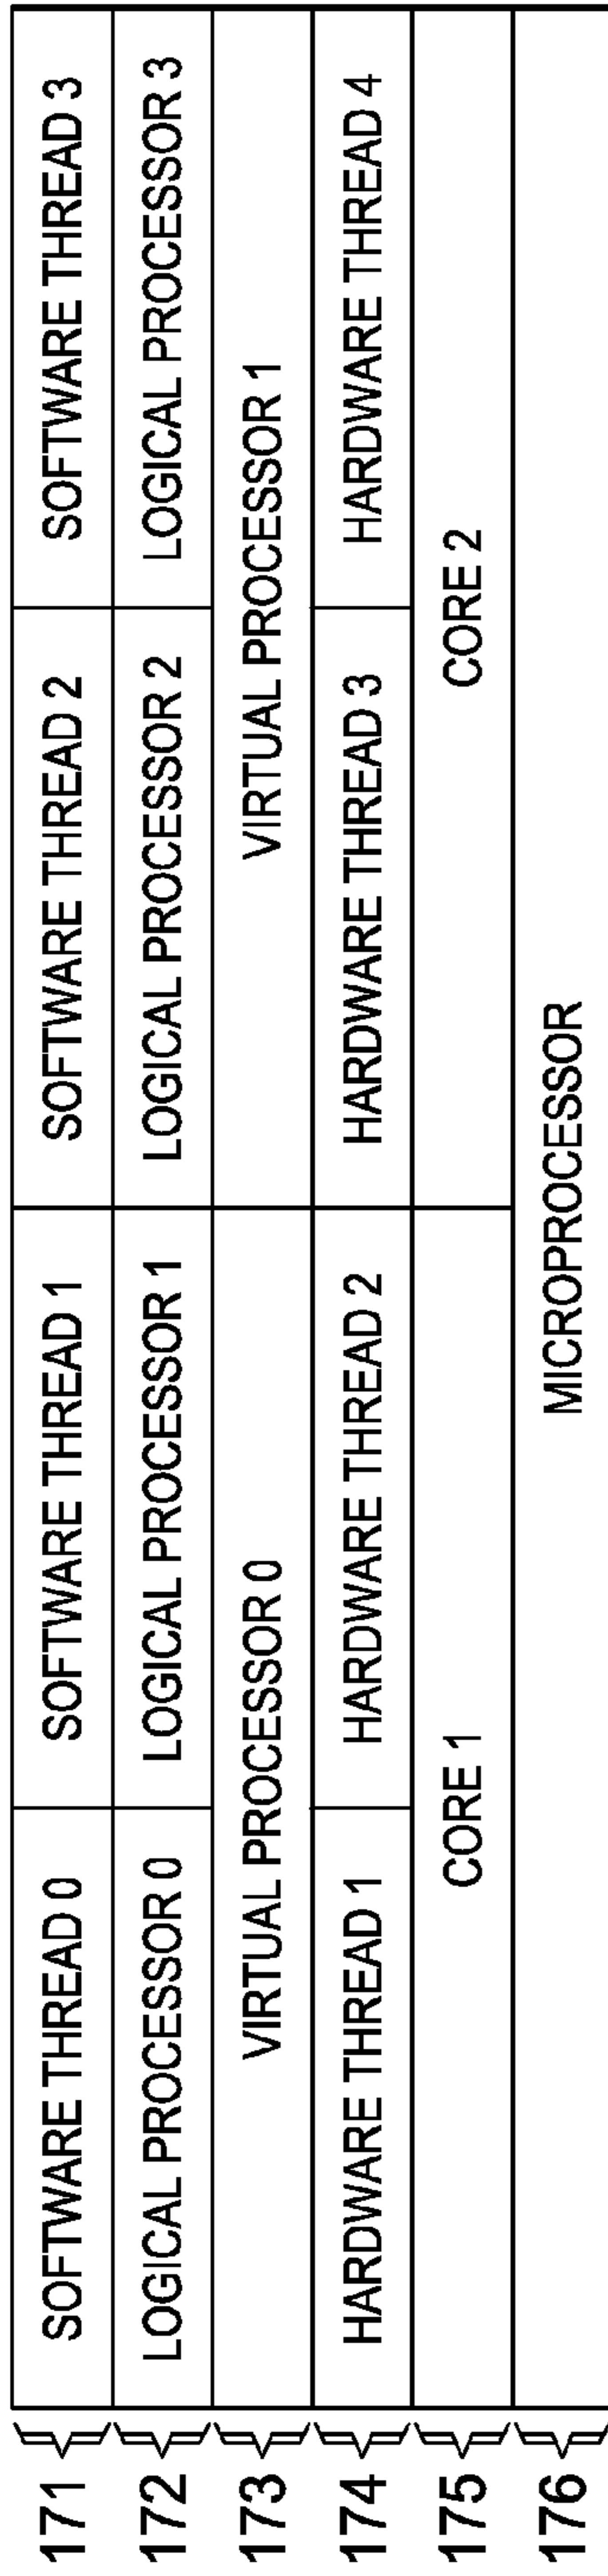 171 SOFTWARE THREAD 0 SOFTWARE THREAD 1 SOFTWARE THREAD 2 SOFTWARE THREAD 3
172 LOGICAL PROCESSOR 0 LOGICAL PROCESSOR 1 LOGICAL PROCESSOR 2 LOGICAL PROCESSOR 3
173 VIRTUAL PROCESSOR 0 VIRTUAL PROCESSOR 1
174 HARDWARE THREAD 1 HARDWARE THREAD 2 HARDWARE THREAD 3 HARDWARE THREAD 4
175 CORE 1 CORE 2
176 MICROPROCESSOR